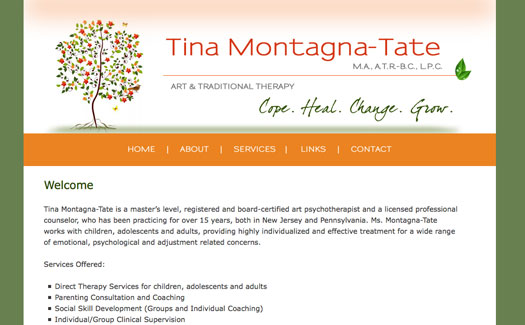 Tina Montagna-Tate
M.A., A.T.R-B.C., L.P.C.
ART & TRADITIONAL THERAPY
Cope. Heal. Change. Grow.
HOME | ABOUT | SERVICES | LINKS | CONTACT
Welcome
Tina Montagna-Tate is a master's level, registered and board-certified art psychotherapist and a licensed professional
counselor, who has been practicing for over 15 years, both in New Jersey and Pennsylvania. Ms. Montagna-Tate
works with children, adolescents and adults, providing highly individualized and effective treatment for a wide range
of emotional, psychological and adjustment related concerns.
Services Offered:
Direct Therapy Services for children, adolescents and adults
Parenting Consultation and Coaching
Social Skill Development (Groups and Individual Coaching)
Individual/Group Clinical Supervision